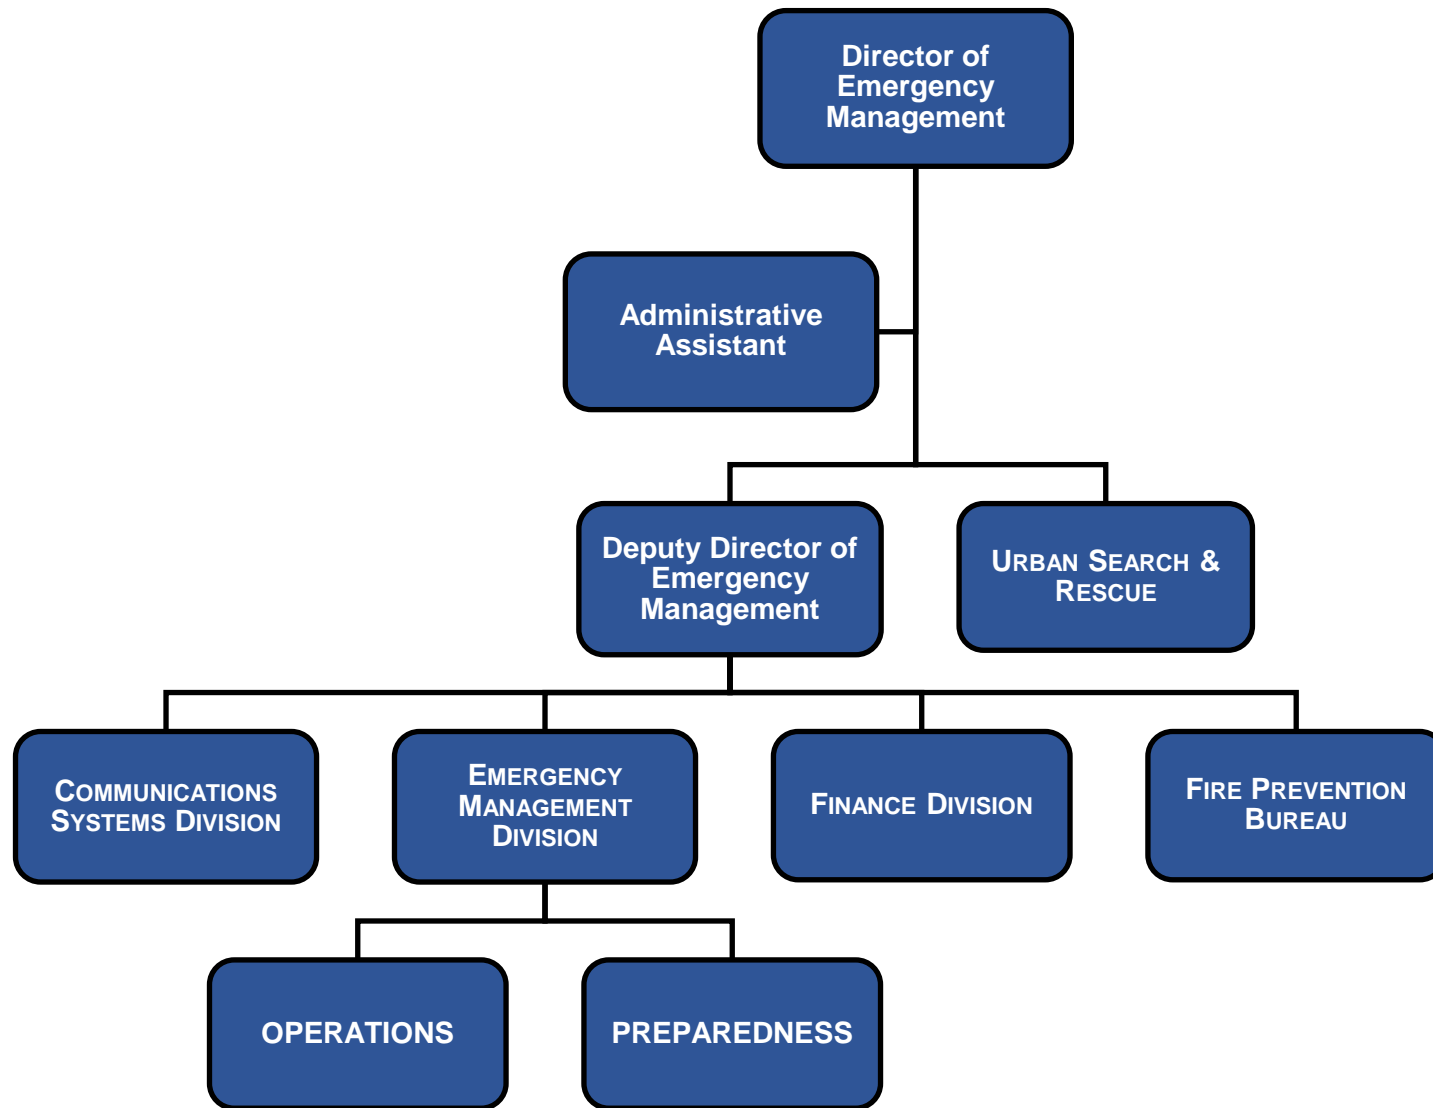 Director of
Emergency
Management
Administrative
Assistant
Deputy Director of
Emergency
Management
URBAN SEARCH &
RESCUE
COMMUNICATIONS
SYSTEMS DIVISION
EMERGENCY
MANAGEMENT
DIVISION
FINANCE DIVISION
FIRE PREVENTION
BUREAU
OPERATIONS
PREPAREDNESS